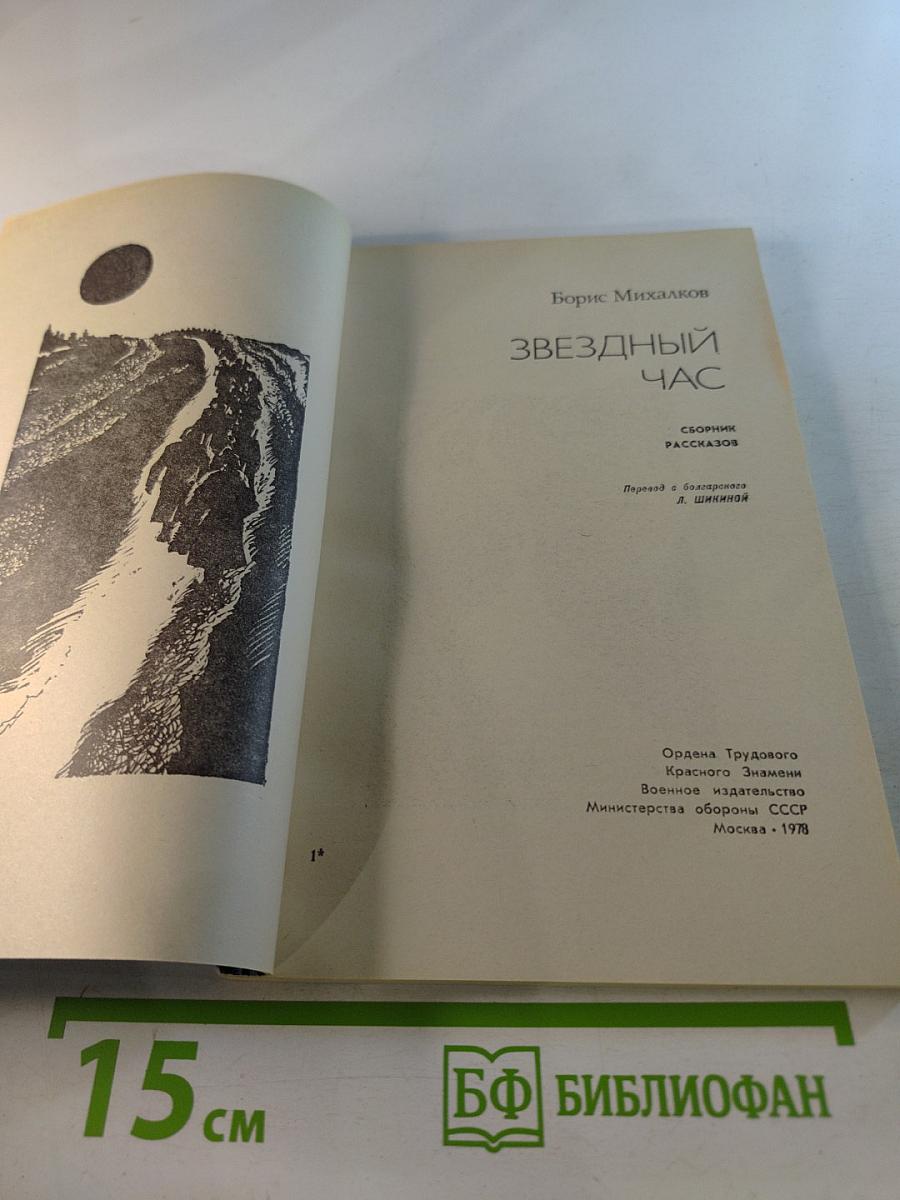 Борис Михалков
ЗВЕЗДНЫЙ
ЧАС
СБОРНИК
РАССКАЗОВ
Перевод с болгарского
Л. ШИКИНОЙ
Ордена Трудового
Красного Знамени
Военное издательство
Министерства обороны СССР
Москва • 1978
1*
15 см
БФ БИБЛИОФАН